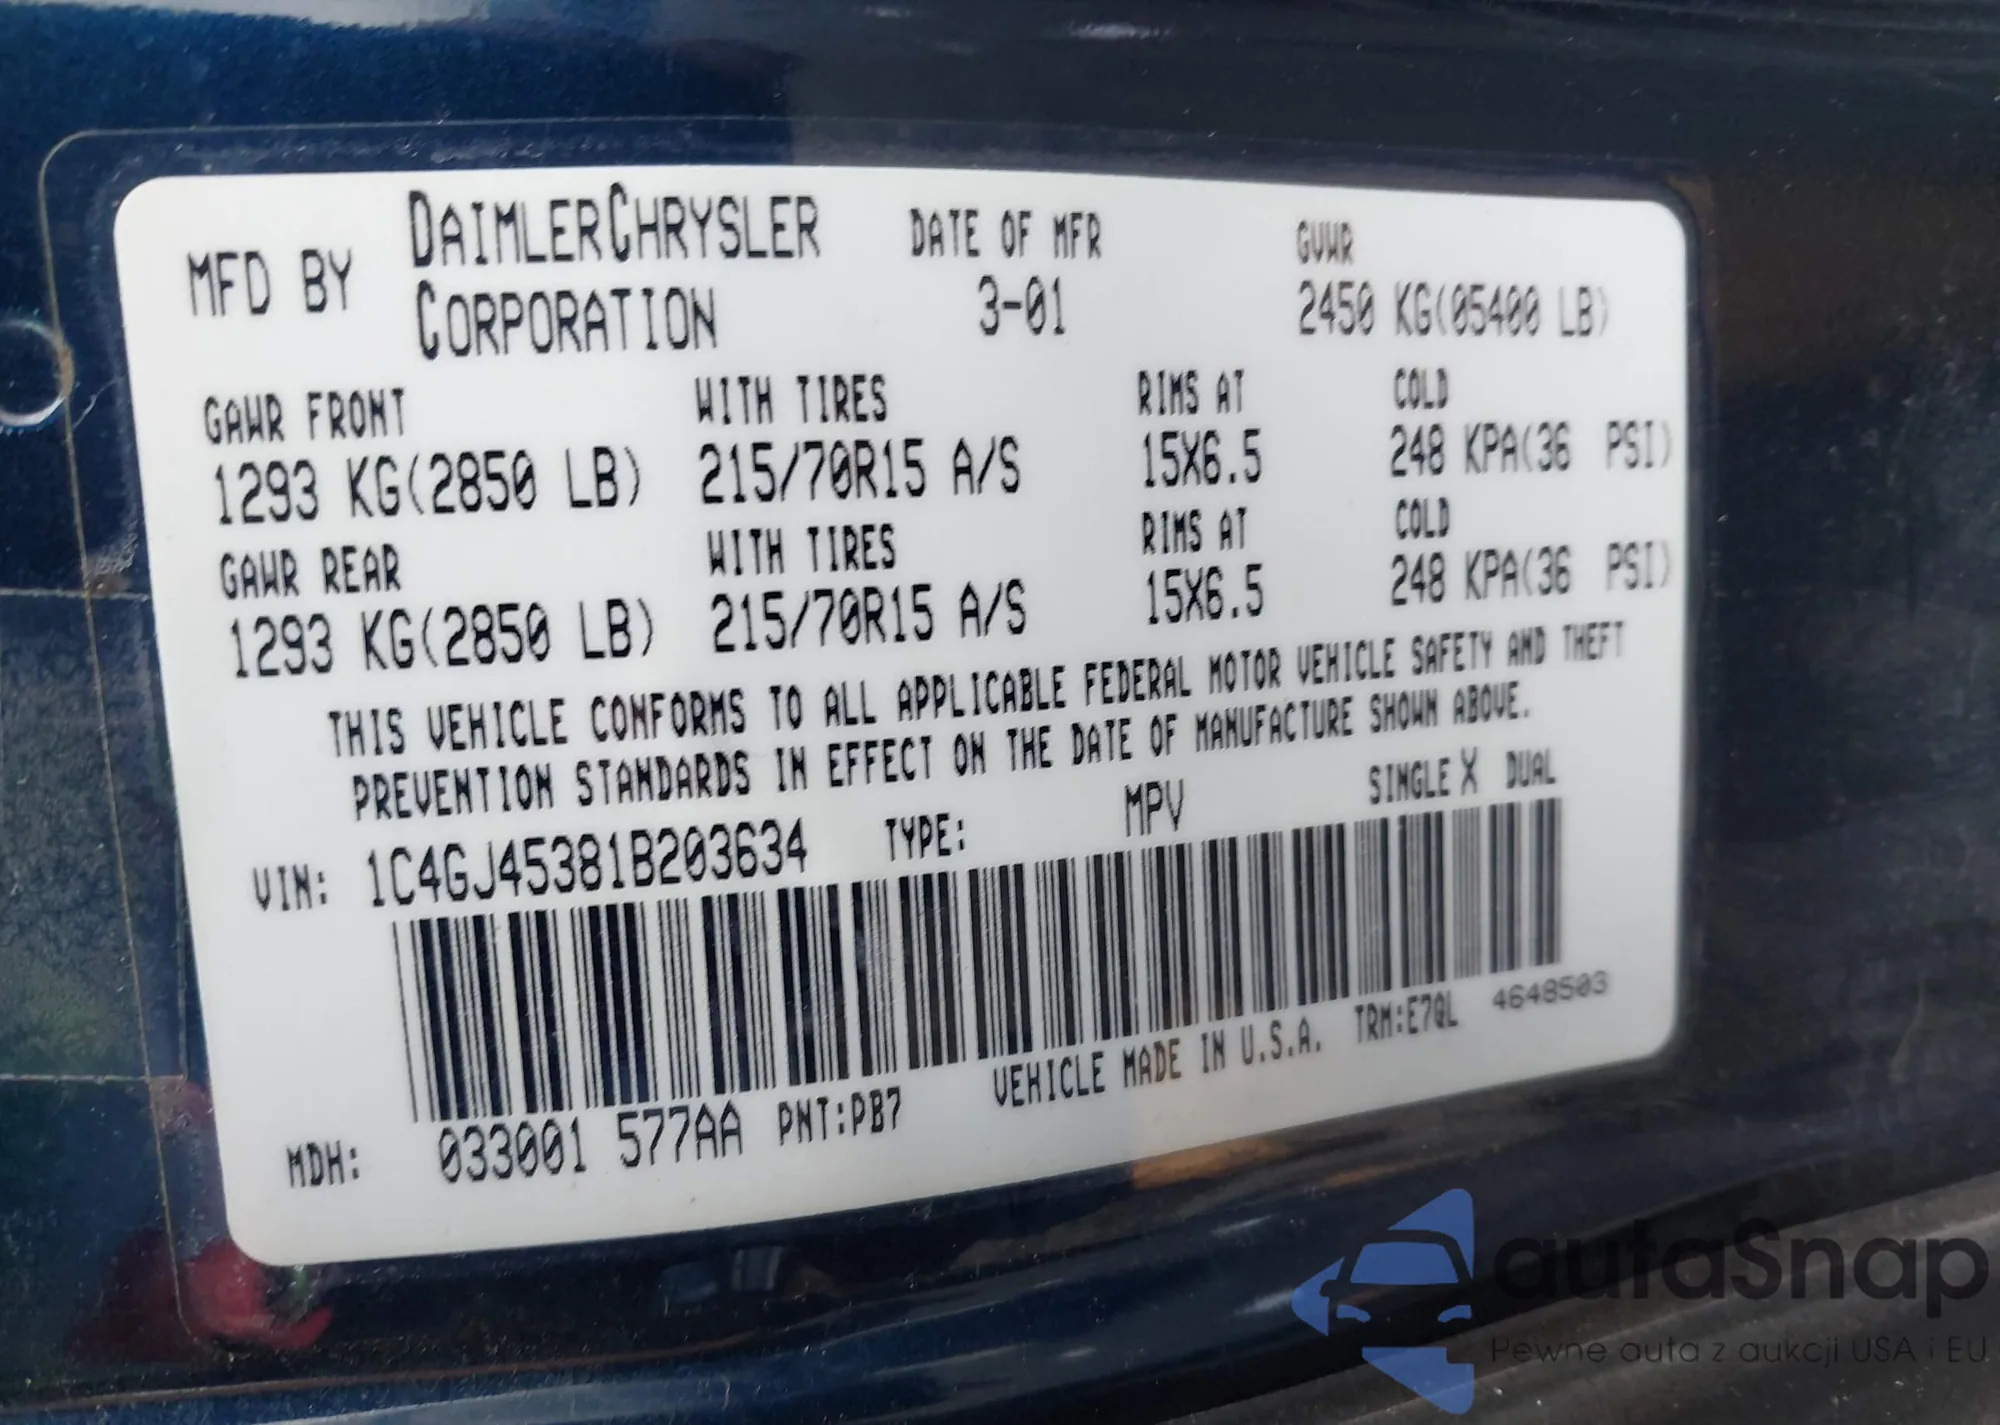 MFD BY DAIMLERCHRYSLER CORPORATION DATE OF MFR 3-01 GVWR 2450 KG(05400 LB)
GAWR FRONT WITH TIRES RIMS AT COLD
1293 KG(2850 LB) 215/70R15 A/S 15X6.5 248 KPA(36 PSI)
GAWR REAR WITH TIRES RIMS AT COLD
1293 KG(2850 LB) 215/70R15 A/S 15X6.5 248 KPA(36 PSI)
THIS VEHICLE CONFORMS TO ALL APPLICABLE FEDERAL MOTOR VEHICLE SAFETY AND THEFT
PREVENTION STANDARDS IN EFFECT ON THE DATE OF MANUFACTURE SHOWN ABOVE.
VIN: 1C4GJ45381B203634 TYPE: MPV SINGLE X DUAL
MDH: 033001 577AA PNT:PB7 VEHICLE MADE IN U.S.A. TRM:E7QL 4648503
autaSnap
Pewne auta z aukcji USA i EU